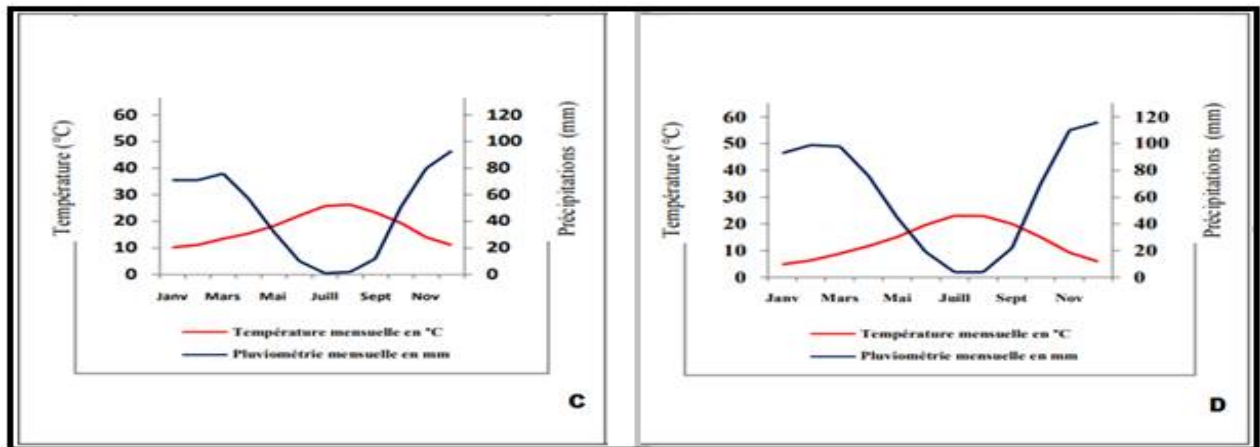 Température (°C)
60
50
40
30
20
10
0
120
100
80
60
40
20
0
Précipitations (mm)
Janv Mars Mai Juill Sept Nov
Température mensuelle en °C
Pluviométrie mensuelle en mm
C
Température (°C)
60
50
40
30
20
10
0
120
100
80
60
40
20
0
Précipitations (mm)
Janv Mars Mai Juill Sept Nov
Température mensuelle en °C
Pluviométrie mensuelle en mm
D